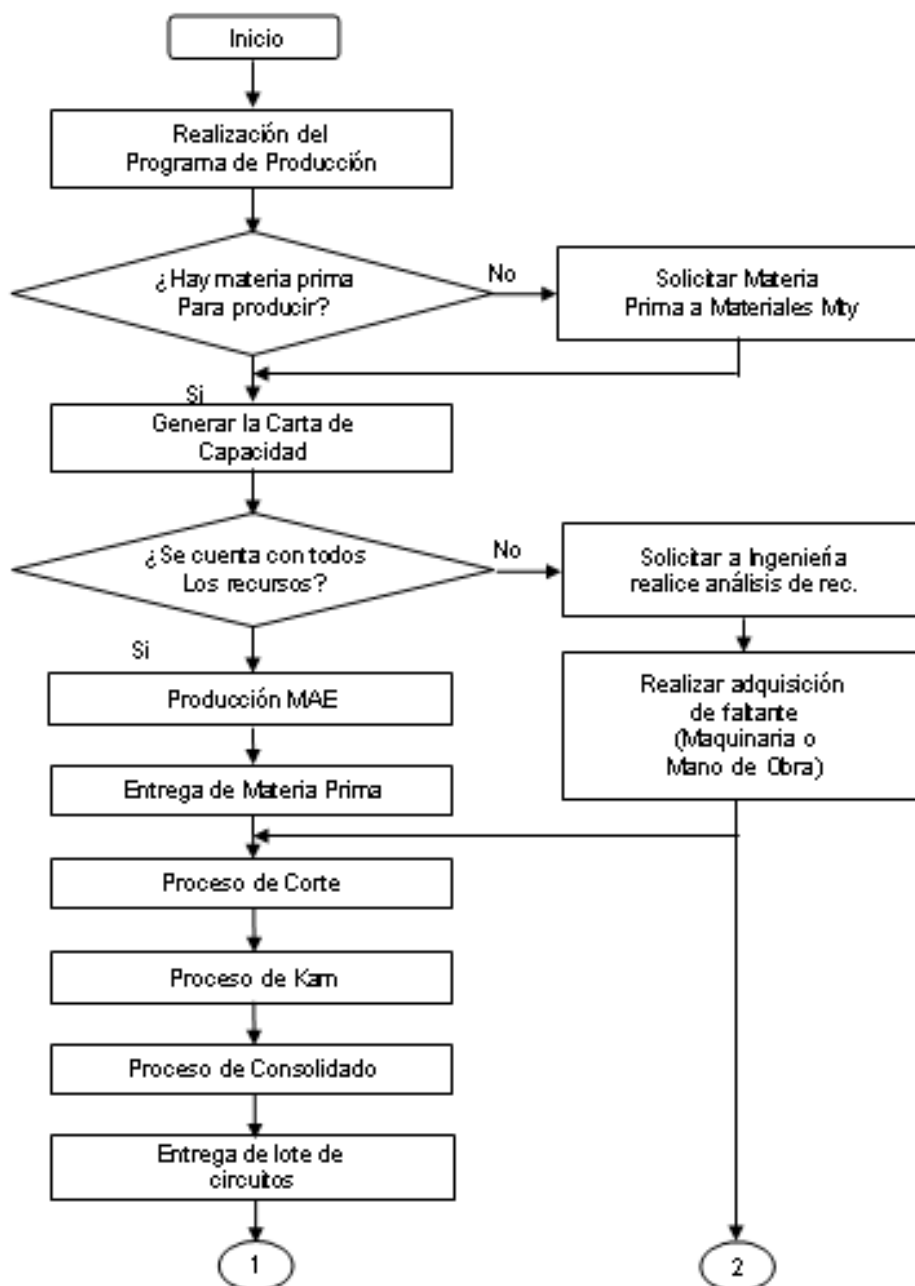 Inicio
Realización del
Programa de Producción
¿Hay materia prima
Para producir?
No
Solicitar Materia
Prima a Materiales Mty
Si
Generar la Carta de
Capacidad
¿Se cuenta con todos
Los recursos?
No
Solicitar a Ingeniería
realice análisis de rec.
Si
Producción MAE
Realizar adquisición
de faltante
(Maquinaria o
Mano de Obra)
Entrega de Materia Prima
Proceso de Corte
Proceso de Kam
Proceso de Consolidado
Entrega de lote de
circuitos
1
2